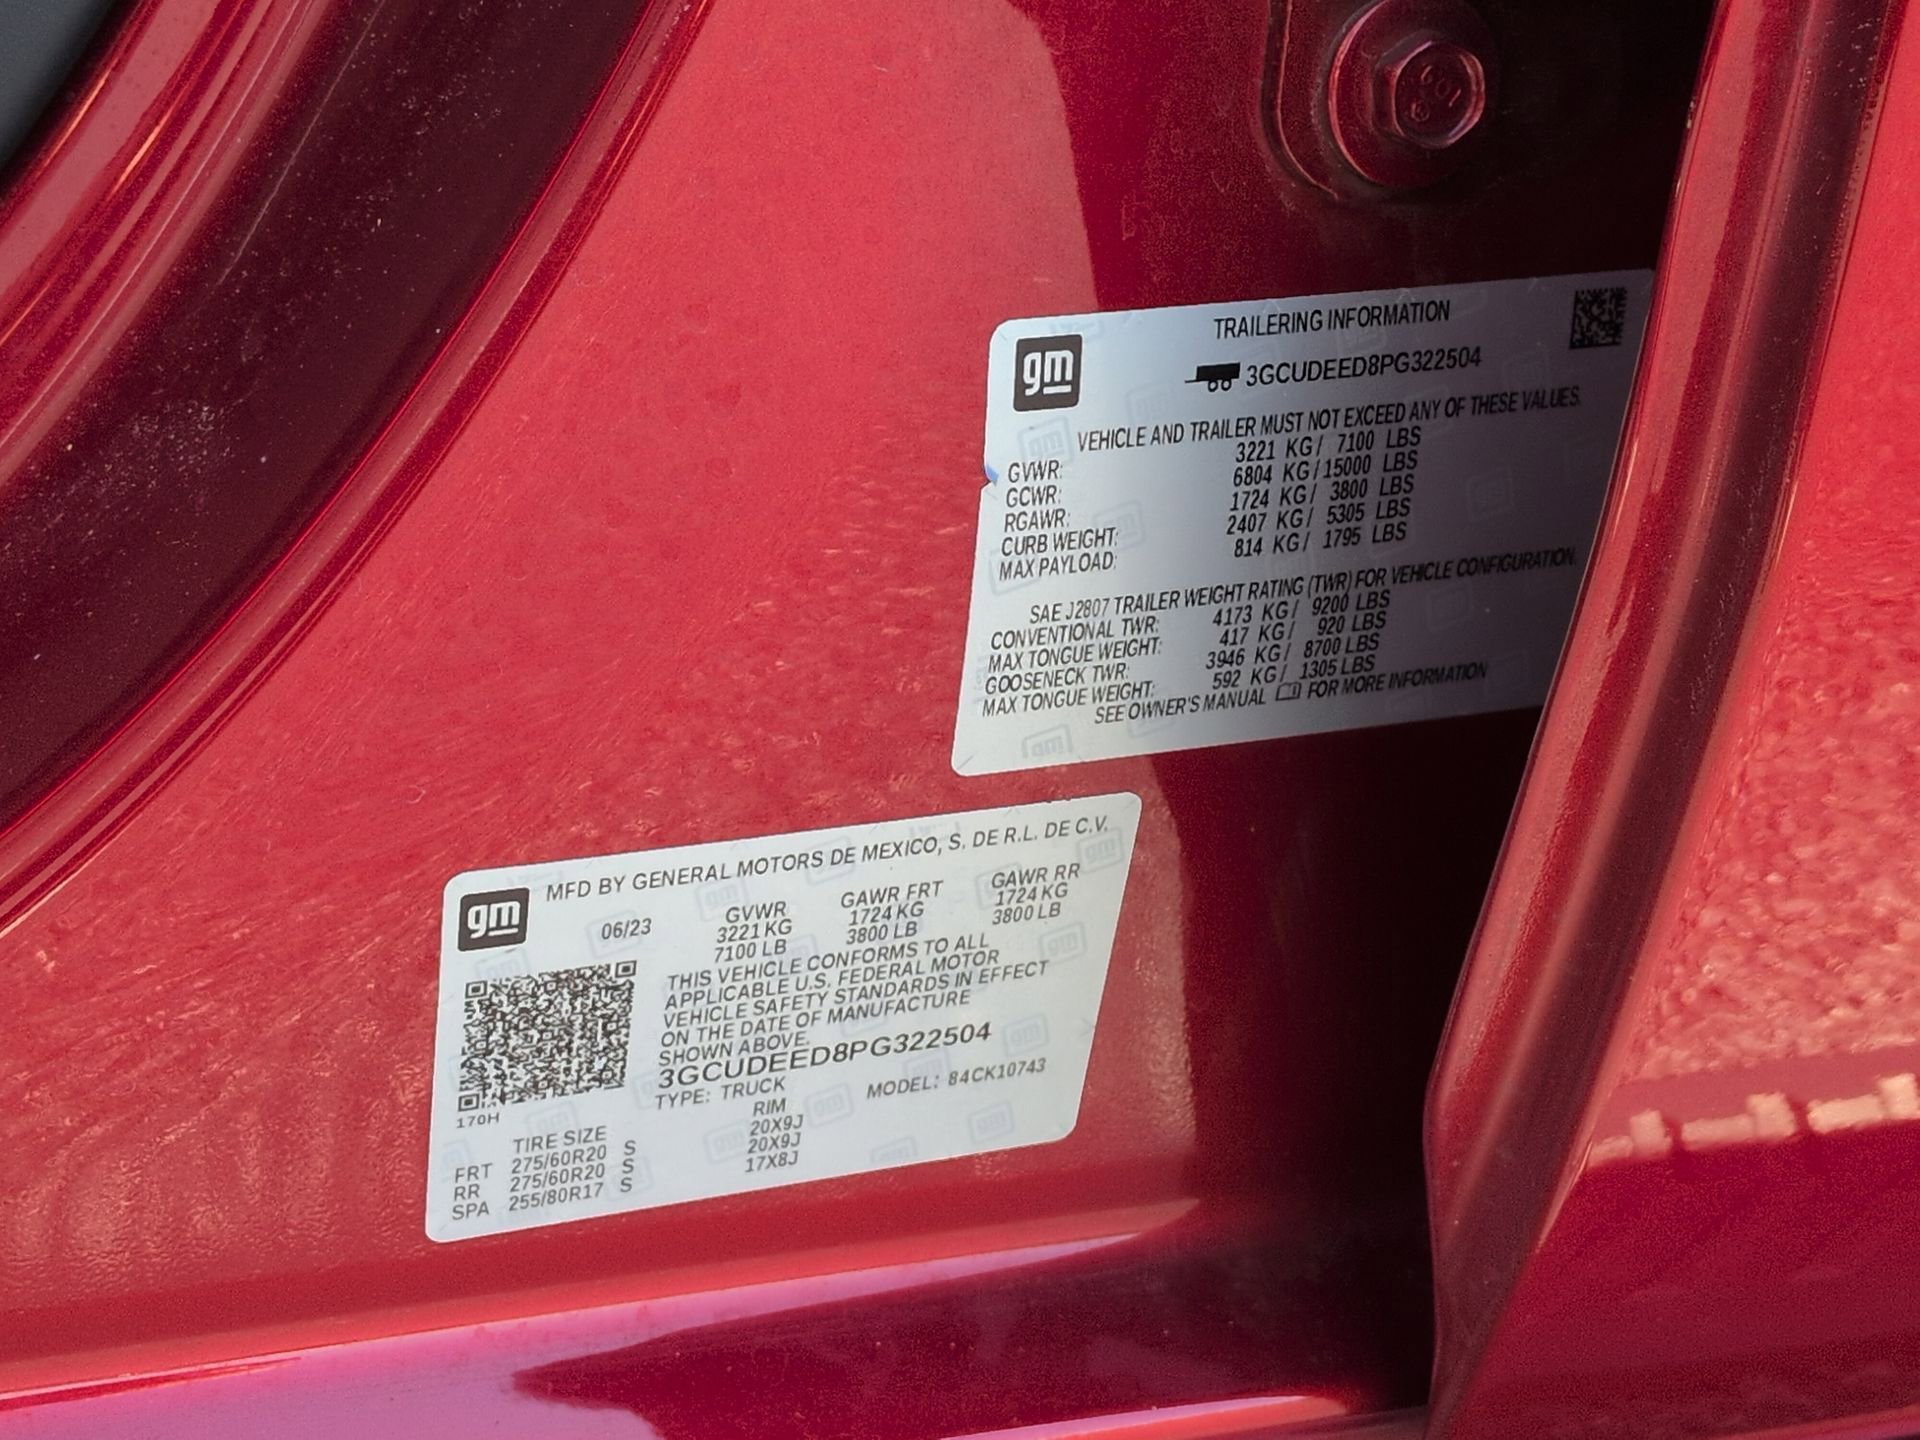 gm
TRAILERING INFORMATION
3GCUDEED8PG322504
VEHICLE AND TRAILER MUST NOT EXCEED ANY OF THESE VALUES.
GVWR: 3221 KG/ 7100 LBS
GCWR: 6804 KG/15000 LBS
RGAWR: 1724 KG/ 3800 LBS
CURB WEIGHT: 2407 KG/ 5305 LBS
MAX PAYLOAD: 814 KG/ 1795 LBS
SAE J2807 TRAILER WEIGHT RATING (TWR) FOR VEHICLE CONFIGURATION.
CONVENTIONAL TWR: 4173 KG/ 9200 LBS
MAX TONGUE WEIGHT: 417 KG/ 920 LBS
GOOSENECK TWR: 3946 KG/ 8700 LBS
MAX TONGUE WEIGHT: 592 KG/ 1305 LBS
SEE OWNER'S MANUAL FOR MORE INFORMATION
gm
MFD BY GENERAL MOTORS DE MEXICO, S. DE R.L. DE C.V.
06/23 GVWR GAWR FRT GAWR RR
3221 KG 1724 KG 1724 KG
7100 LB 3800 LB 3800 LB
THIS VEHICLE CONFORMS TO ALL
APPLICABLE U.S. FEDERAL MOTOR
VEHICLE SAFETY STANDARDS IN EFFECT
ON THE DATE OF MANUFACTURE
SHOWN ABOVE.
3GCUDEED8PG322504
TYPE: TRUCK MODEL: 84CK10743
170H
TIRE SIZE RIM
FRT 275/60R20 S 20X9J
RR 275/60R20 S 20X9J
SPA 255/80R17 S 17X8J